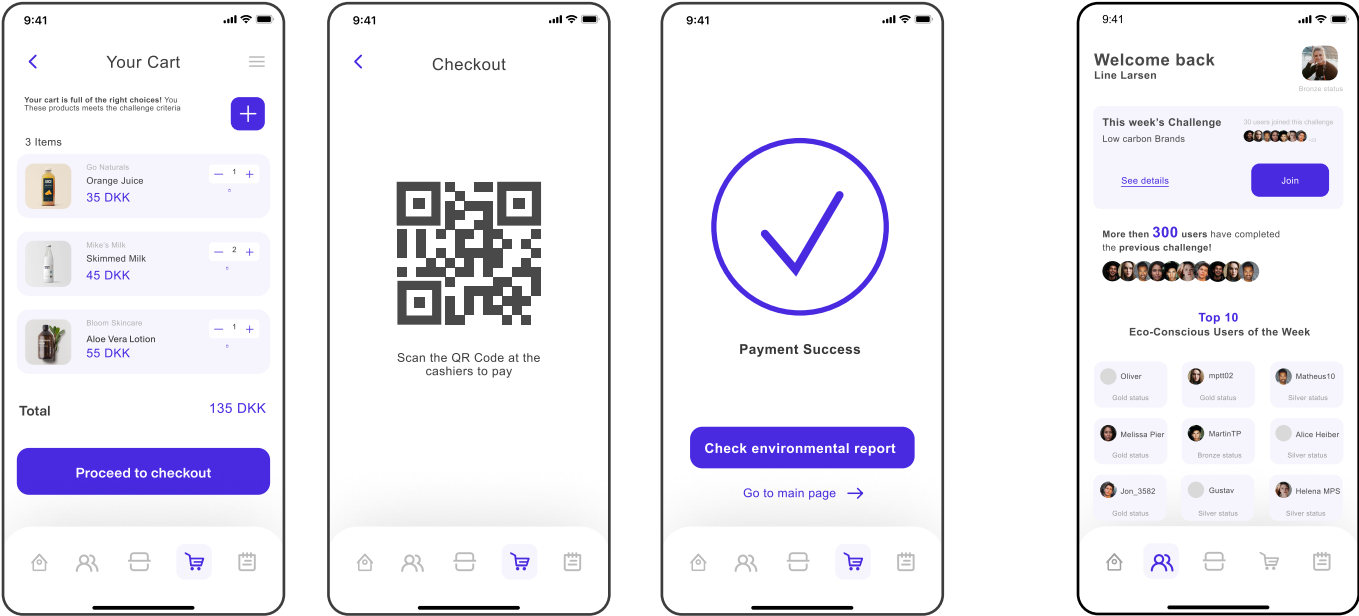 9:41
Your Cart
Your cart is full of the right choices! You
These products meets the challenge criteria
3 Items
Go Naturals
Orange Juice
35 DKK
1
Mike's Milk
Skimmed Milk
45 DKK
2
Bloom Skincare
Aloe Vera Lotion
55 DKK
1
Total
135 DKK
Proceed to checkout
9:41
Checkout
Scan the QR Code at the
cashiers to pay
9:41
Payment Success
Check environmental report
Go to main page
9:41
Welcome back
Line Larsen
Bronze status
This week's Challenge
30 users joined this challenge
Low carbon Brands
See details
Join
More then 300 users have completed
the previous challenge!
Top 10
Eco-Conscious Users of the Week
Oliver
Gold status
mptt02
Gold status
Matheus10
Silver status
Melissa Pier
Gold status
MartinTP
Bronze status
Alice Heiber
Silver status
Jon_3582
Gold status
Gustav
Silver status
Helena MPS
Silver status